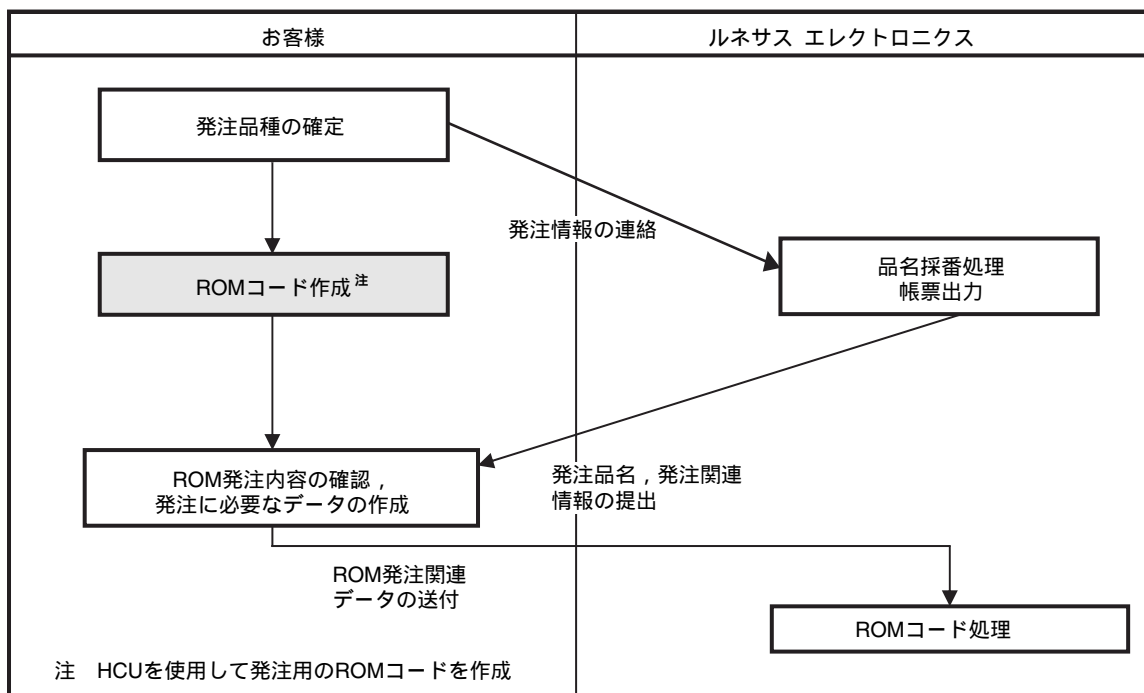 お客様
ルネサス エレクトロニクス
発注品種の確定
発注情報の連絡
品名採番処理
帳票出力
ROMコード作成注
ROM発注内容の確認，
発注に必要なデータの作成
発注品名，発注関連
情報の提出
ROM発注関連
データの送付
ROMコード処理
注 HCUを使用して発注用のROMコードを作成